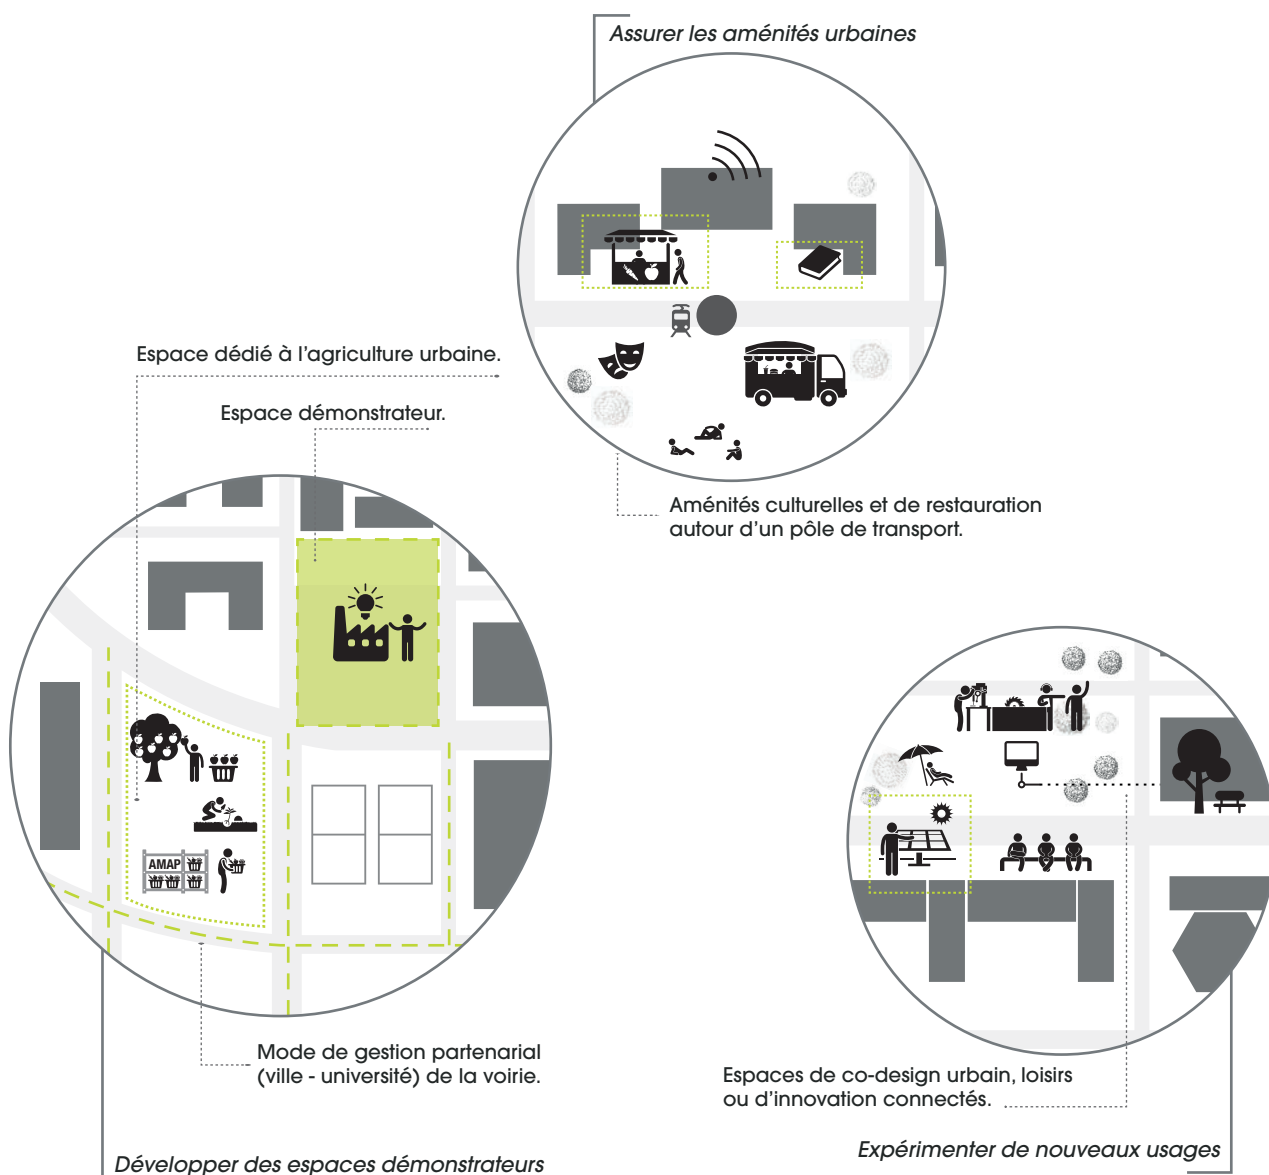 Assurer les aménités urbaines
Espace dédié à l'agriculture urbaine.
Espace démonstrateur.
Aménités culturelles et de restauration
autour d'un pôle de transport.
AMAP
Mode de gestion partenarial
(ville - université) de la voirie.
Espaces de co-design urbain, loisirs
ou d'innovation connectés.
Expérimenter de nouveaux usages
Développer des espaces démonstrateurs